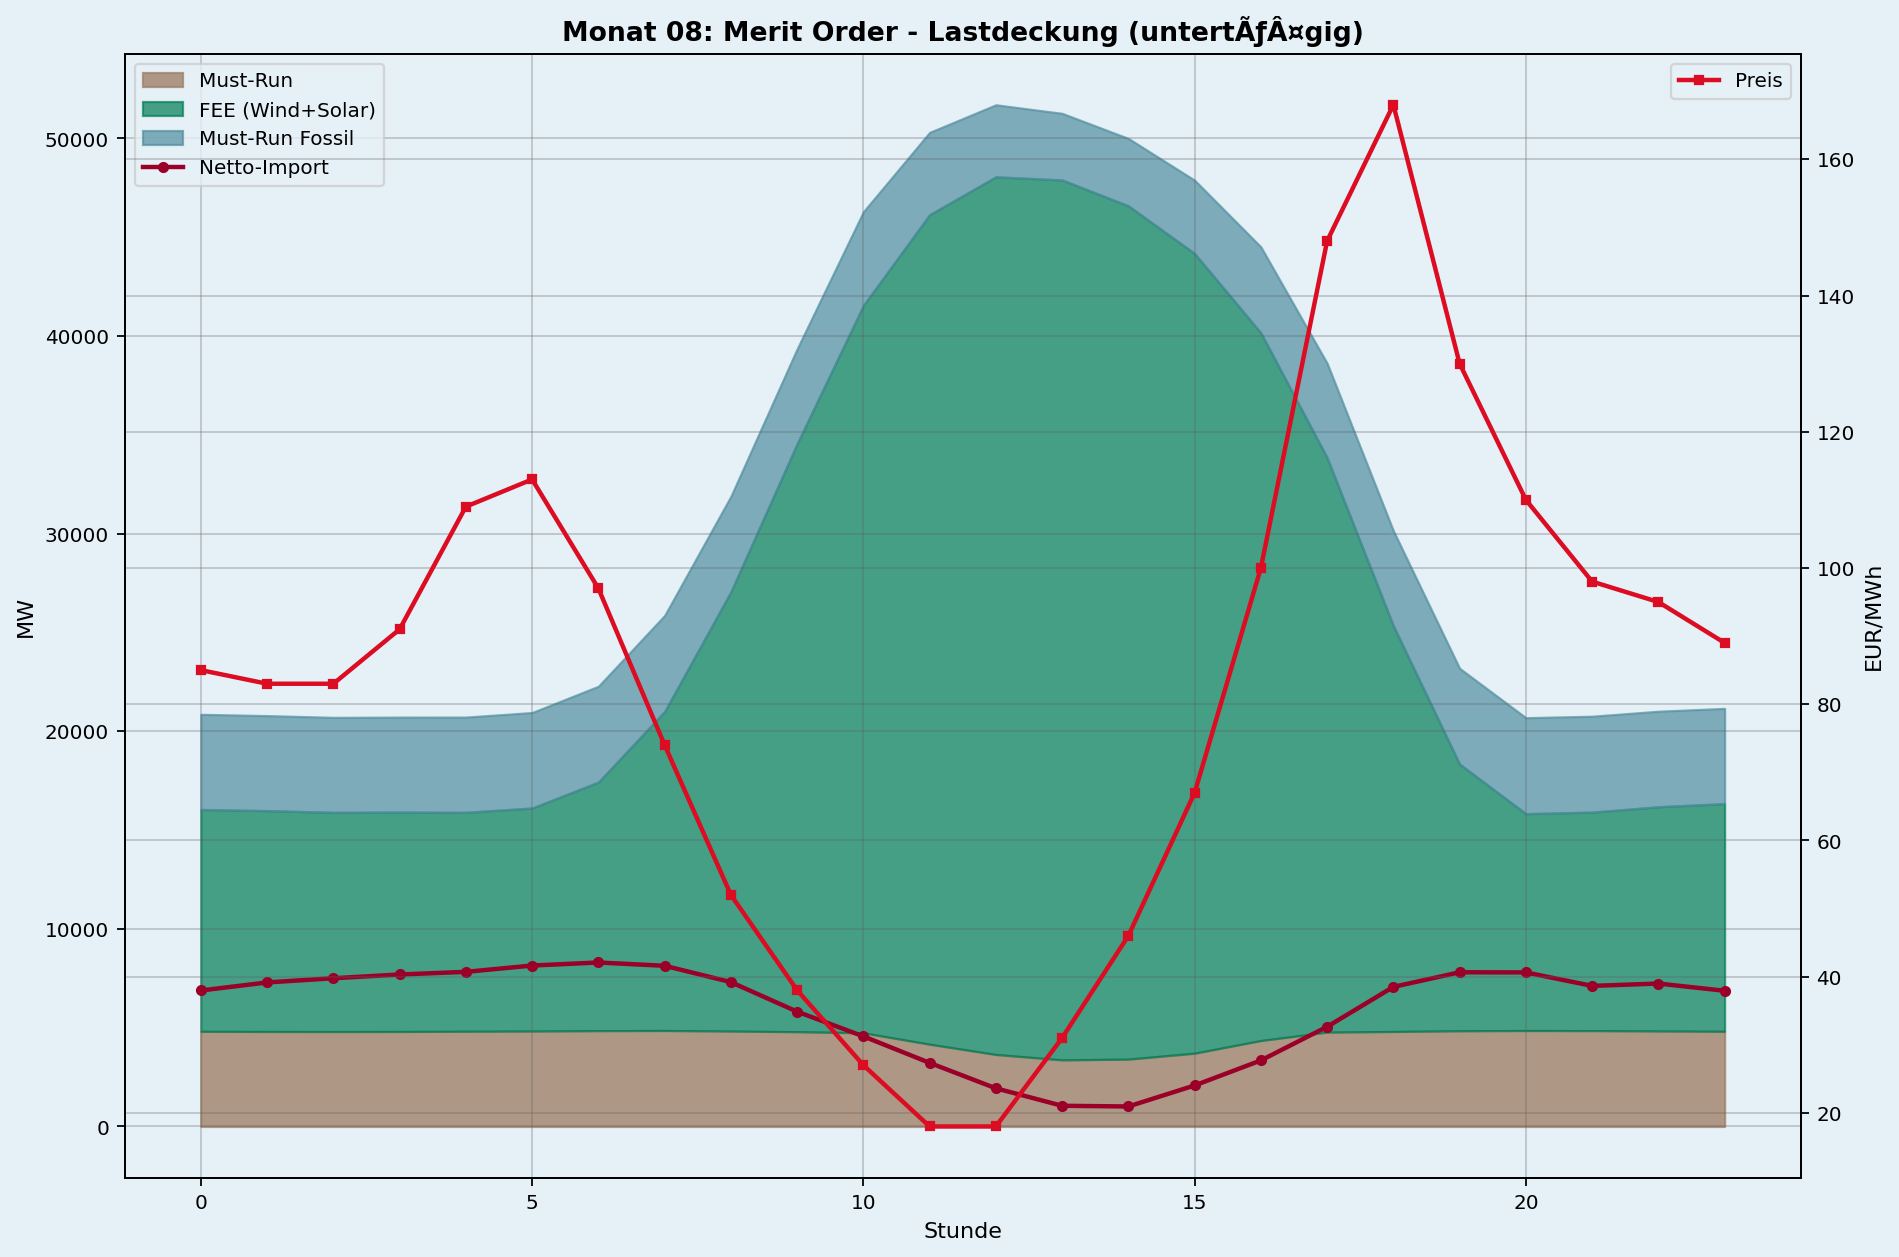 Monat 08: Merit Order - Lastdeckung (untertÃƒÂ¤gig)
Must-Run
FEE (Wind+Solar)
Must-Run Fossil
Netto-Import
Preis
50000
40000
30000
20000
10000
0
MW
160
140
120
100
80
60
40
20
EUR/MWh
0
5
10
15
20
Stunde